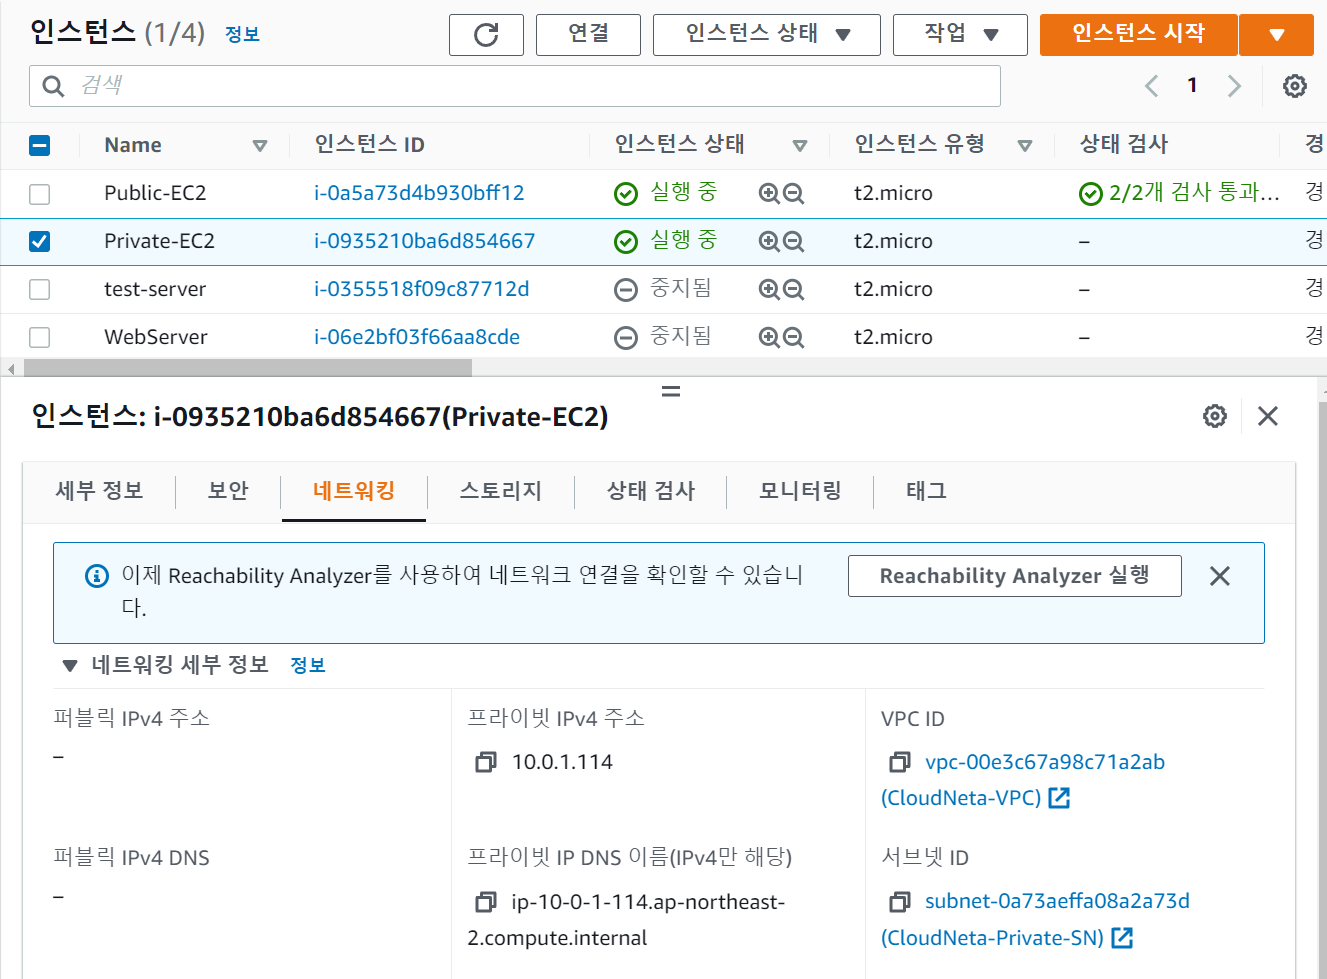 인스턴스 (1/4) 정보 연결 인스턴스 상태 작업 인스턴스 시작
검색 1
Name 인스턴스 ID 인스턴스 상태 인스턴스 유형 상태 검사 경
Public-EC2 i-0a5a73d4b930bff12 실행 중 t2.micro 2/2개 검사 통과... 경
Private-EC2 i-0935210ba6d854667 실행 중 t2.micro – 경
test-server i-0355518f09c87712d 중지됨 t2.micro – 경
WebServer i-06e2bf03f66aa8cde 중지됨 t2.micro – 경
인스턴스: i-0935210ba6d854667(Private-EC2)
세부 정보 보안 네트워킹 스토리지 상태 검사 모니터링 태그
이제 Reachability Analyzer를 사용하여 네트워크 연결을 확인할 수 있습니 Reachability Analyzer 실행
다.
네트워킹 세부 정보 정보
퍼블릭 IPv4 주소 프라이빗 IPv4 주소 VPC ID
– 10.0.1.114 vpc-00e3c67a98c71a2ab
(CloudNeta-VPC)
퍼블릭 IPv4 DNS 프라이빗 IP DNS 이름(IPv4만 해당) 서브넷 ID
– ip-10-0-1-114.ap-northeast- subnet-0a73aeffa08a2a73d
2.compute.internal (CloudNeta-Private-SN)